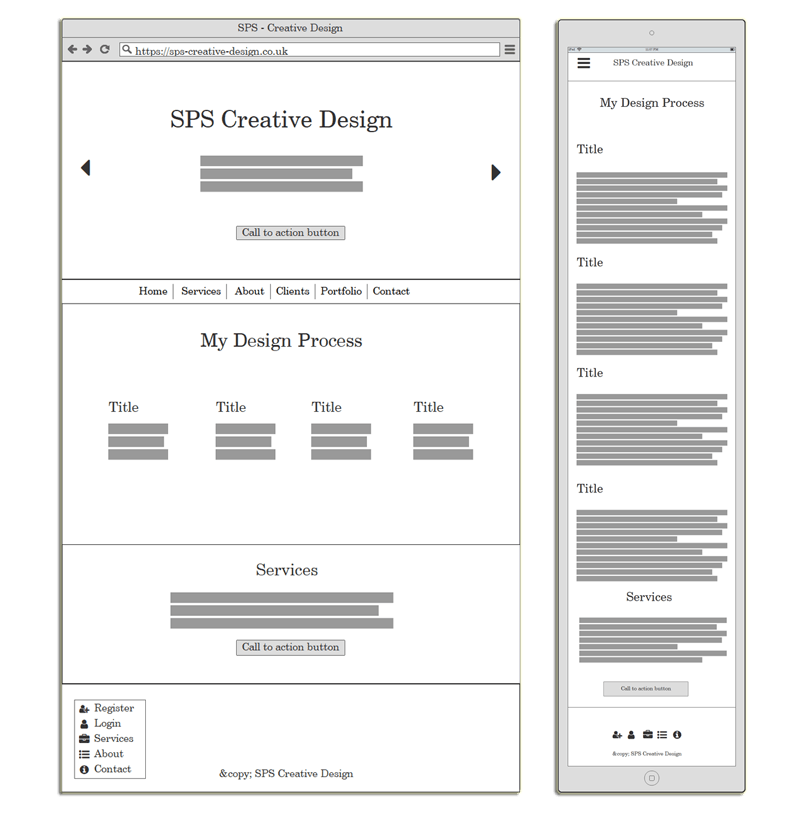 SPS - Creative Design
https://sps-creative-design.co.uk
SPS Creative Design
Call to action button
Home Services About Clients Portfolio Contact
My Design Process
Title Title Title Title
Services
Call to action button
Register
Login
Services
About
Contact
&copy; SPS Creative Design
SPS Creative Design
My Design Process
Title
Title
Title
Title
Services
Call to action button
&copy; SPS Creative Design